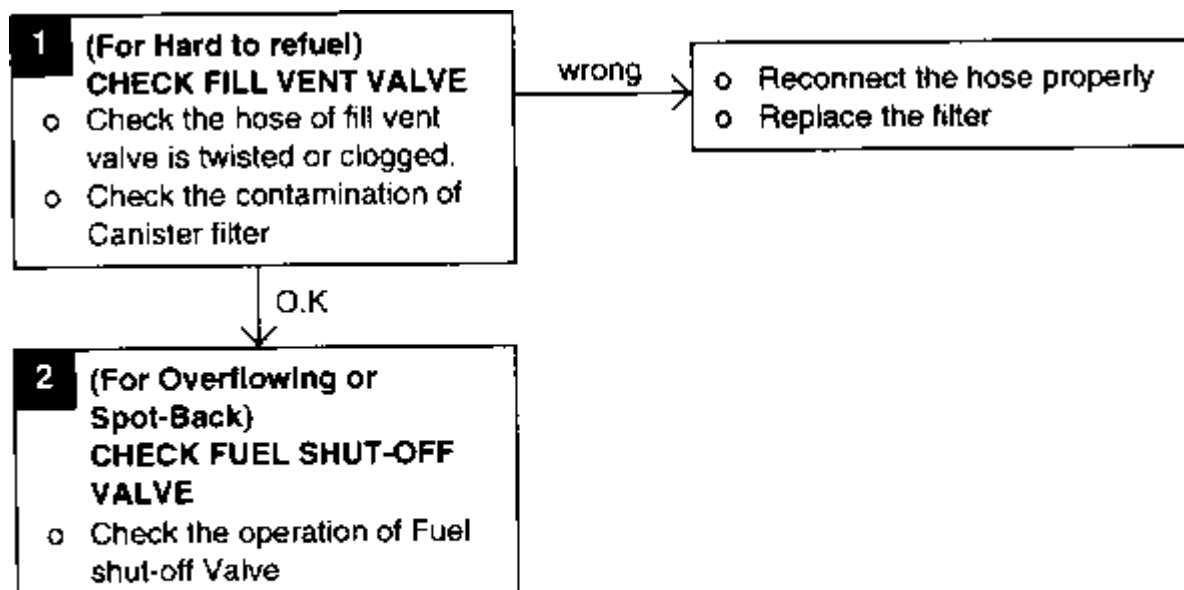 1 (For Hard to refuel)
CHECK FILL VENT VALVE
o Check the hose of fill vent
valve is twisted or clogged.
o Check the contamination of
Canister filter
wrong
o Reconnect the hose properly
o Replace the filter
O.K
2 (For Overflowing or
Spot-Back)
CHECK FUEL SHUT-OFF
VALVE
o Check the operation of Fuel
shut-off Valve